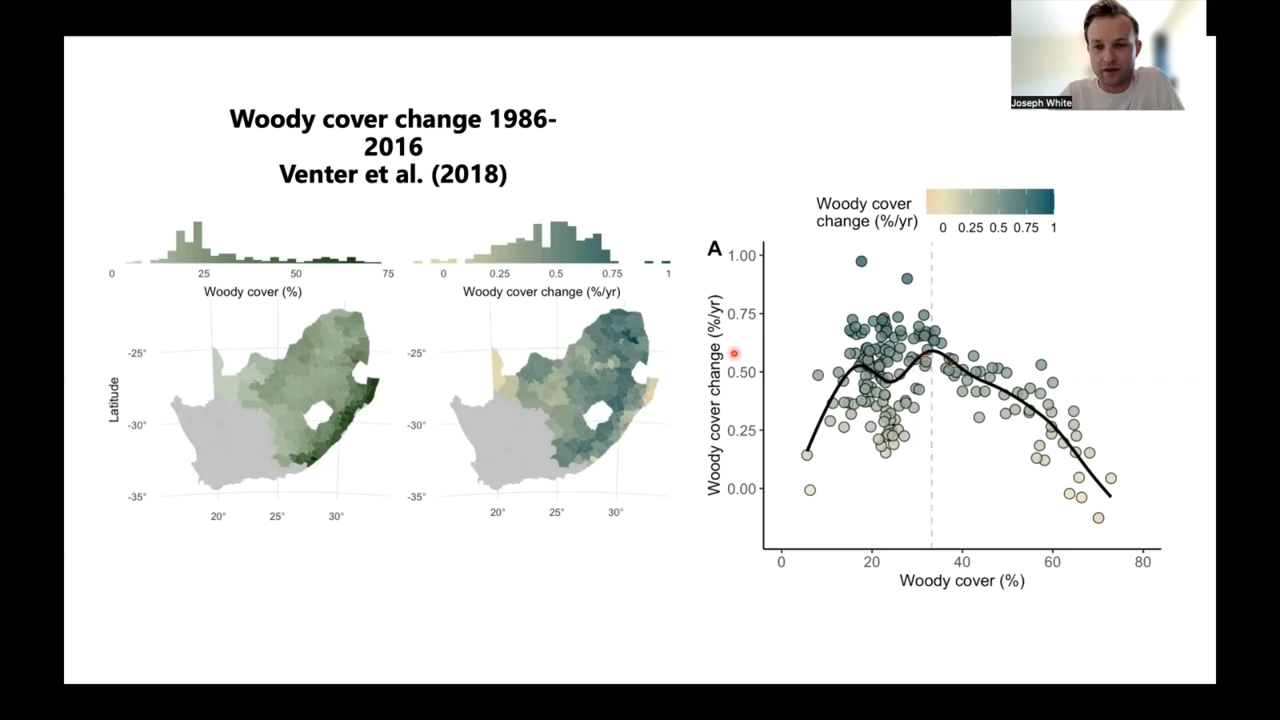 Joseph White
Woody cover change 1986-
2016
Venter et al. (2018)
0 25 50 75
Woody cover (%)
0 0.25 0.5 0.75 1
Woody cover change (%/yr)
Latitude
-25°
-30°
-35°
20° 25° 30°
-25°
-30°
-35°
20° 25° 30°
Woody cover
change (%/yr)
0 0.25 0.5 0.75 1
A
Woody cover change (%/yr)
1.00
0.75
0.50
0.25
0.00
0 20 40 60 80
Woody cover (%)